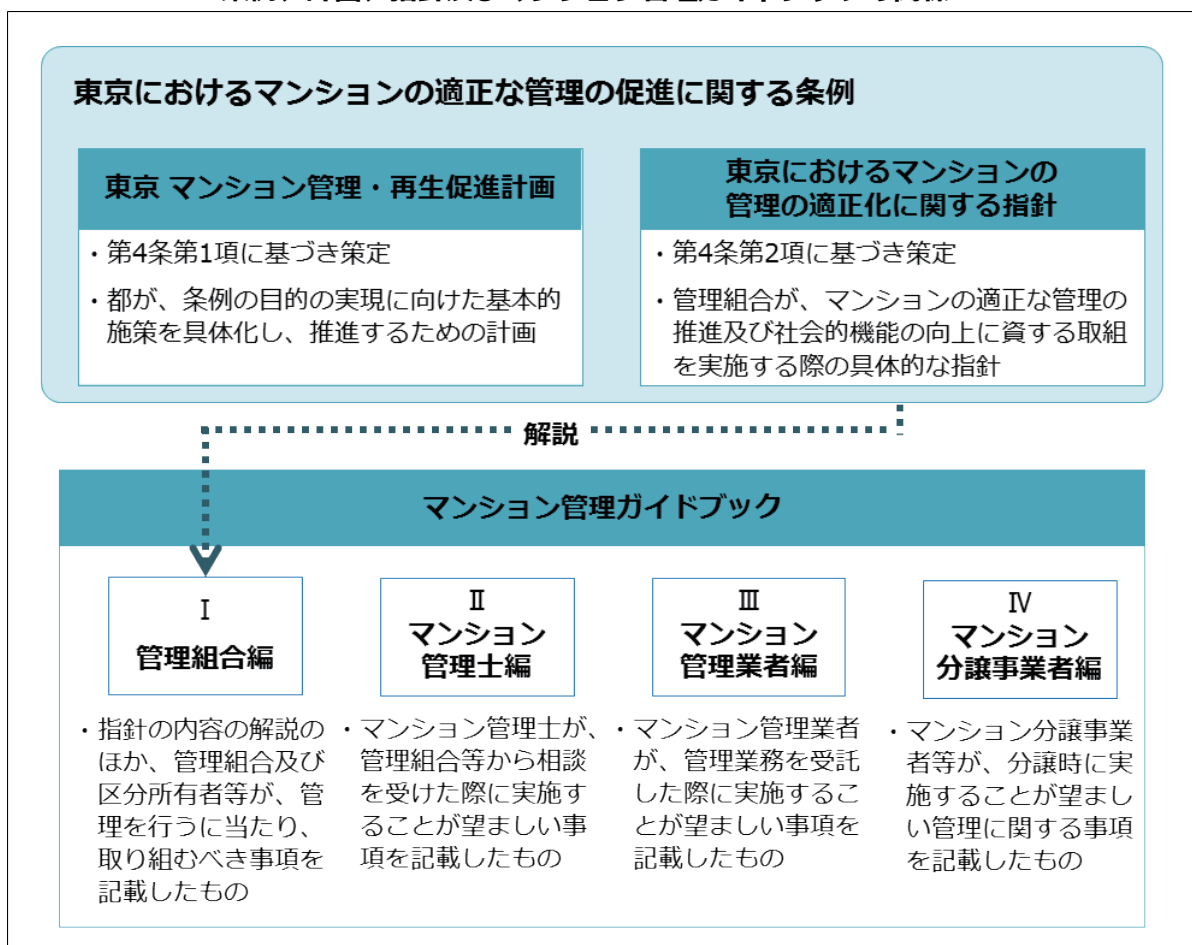 東京におけるマンションの適正な管理の促進に関する条例
東京 マンション管理・再生促進計画
・第4条第1項に基づき策定
・都が、条例の目的の実現に向けた基本的
施策を具体化し、推進するための計画
東京におけるマンションの
管理の適正化に関する指針
・第4条第2項に基づき策定
・管理組合が、マンションの適正な管理の
推進及び社会的機能の向上に資する取組
を実施する際の具体的な指針
解説
マンション管理ガイドブック
Ⅰ
管理組合編
・指針の内容の解説の
ほか、管理組合及び
区分所有者等が、管
理を行うに当たり、
取り組むべき事項を
記載したもの
Ⅱ
マンション
管理士編
・マンション管理士が、
管理組合等から相談
を受けた際に実施す
ることが望ましい事
項を記載したもの
Ⅲ
マンション
管理業者編
・マンション管理業者
が、管理業務を受託
した際に実施するこ
とが望ましい事項を
記載したもの
Ⅳ
マンション
分譲事業者編
・マンション分譲事業
者等が、分譲時に実
施することが望まし
い管理に関する事項
を記載したもの